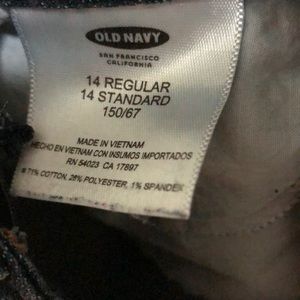 OLD NAVY
SAN FRANCISCO
CALIFORNIA
14 REGULAR
14 STANDARD
150/67
MADE IN VIETNAM
HECHO EN VIETNAM CON INSUMOS IMPORTADOS
RN 54023 CA 17897
71% COTTON, 28% POLYESTER, 1% SPANDEX